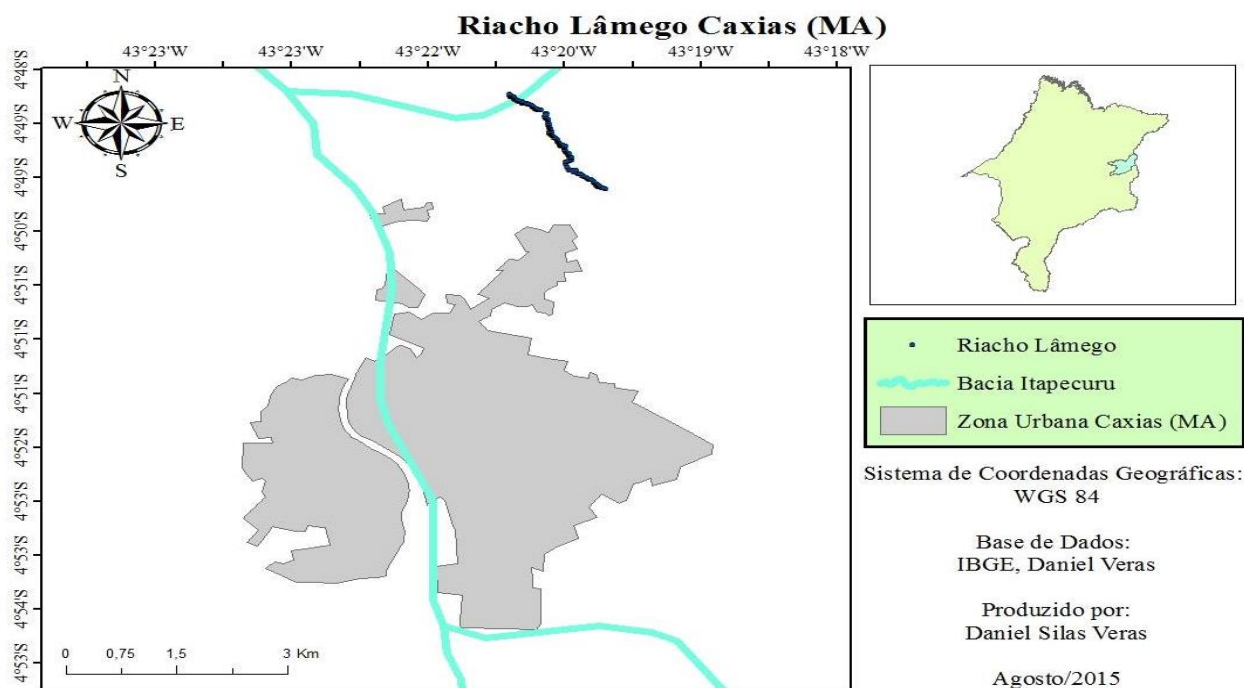 Riacho Lâmego Caxias (MA)
43°23'W 43°23'W 43°22'W 43°20'W 43°19'W 43°18'W
4°48'S
4°49'S
4°49'S
4°50'S
4°51'S
4°51'S
4°51'S
4°52'S
4°53'S
4°53'S
4°54'S
4°53'S
N
W E
S
0 0,75 1,5 3 Km
Riacho Lâmego
Bacia Itapecuru
Zona Urbana Caxias (MA)
Sistema de Coordenadas Geográficas:
WGS 84
Base de Dados:
IBGE, Daniel Veras
Produzido por:
Daniel Silas Veras
Agosto/2015